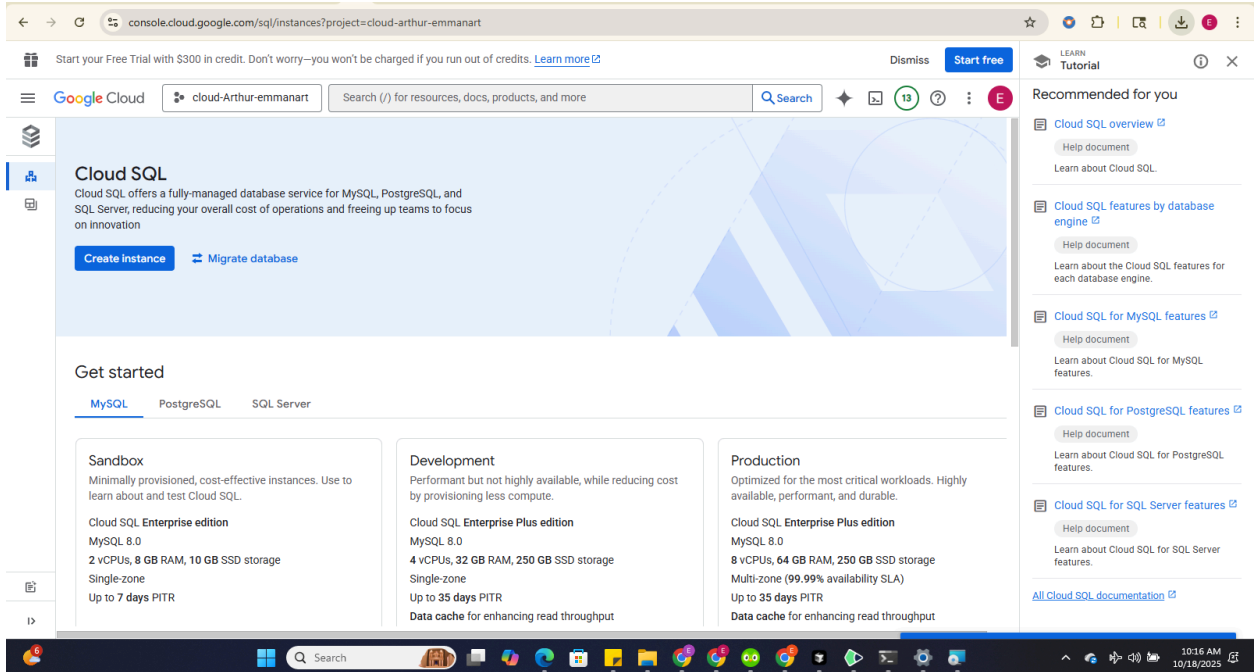 console.cloud.google.com/sql/instances?project=cloud-arthur-emmanart
E
Start your Free Trial with $300 in credit. Don't worry—you won't be charged if you run out of credits. Learn more
Dismiss
Start free
Google Cloud
cloud-Arthur-emmanart
Search (/) for resources, docs, products, and more
Search
13
E
Cloud SQL
Cloud SQL offers a fully-managed database service for MySQL, PostgreSQL, and
SQL Server, reducing your overall cost of operations and freeing up teams to focus
on innovation
Create instance
Migrate database
Get started
MySQL
PostgreSQL
SQL Server
Sandbox
Minimally provisioned, cost-effective instances. Use to
learn about and test Cloud SQL.
Cloud SQL Enterprise edition
MySQL 8.0
2 vCPUs, 8 GB RAM, 10 GB SSD storage
Single-zone
Up to 7 days PITR
Development
Performant but not highly available, while reducing cost
by provisioning less compute.
Cloud SQL Enterprise Plus edition
MySQL 8.0
4 vCPUs, 32 GB RAM, 250 GB SSD storage
Single-zone
Up to 35 days PITR
Data cache for enhancing read throughput
Production
Optimized for the most critical workloads. Highly
available, performant, and durable.
Cloud SQL Enterprise Plus edition
MySQL 8.0
8 vCPUs, 64 GB RAM, 250 GB SSD storage
Multi-zone (99.99% availability SLA)
Up to 35 days PITR
Data cache for enhancing read throughput
LEARN
Tutorial
Recommended for you
Cloud SQL overview
Help document
Learn about Cloud SQL.
Cloud SQL features by database
engine
Help document
Learn about the Cloud SQL features for
each database engine.
Cloud SQL for MySQL features
Help document
Learn about Cloud SQL for MySQL
features.
Cloud SQL for PostgreSQL features
Help document
Learn about Cloud SQL for PostgreSQL
features.
Cloud SQL for SQL Server features
Help document
Learn about Cloud SQL for SQL Server
features.
All Cloud SQL documentation
6
Search
10:16 AM
10/18/2025